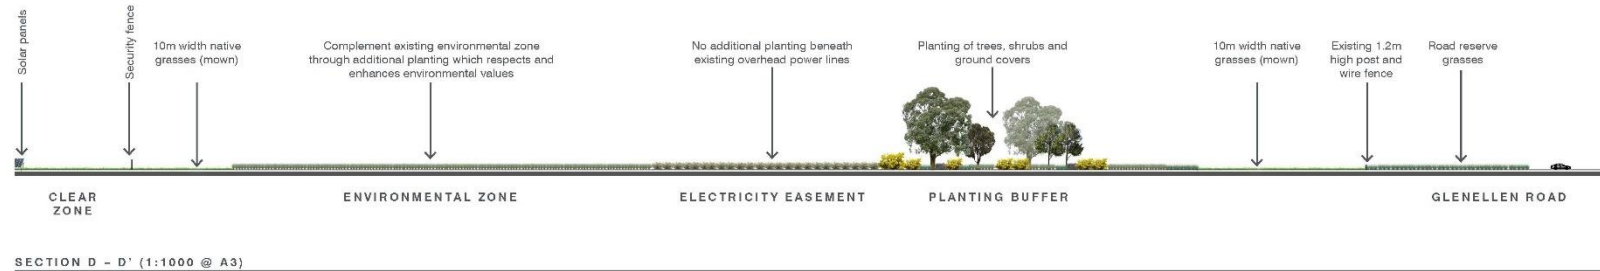 Solar panels
Security fence
10m width native
grasses (mown)
Complement existing environmental zone
through additional planting which respects and
enhances environmental values
No additional planting beneath
existing overhead power lines
Planting of trees, shrubs and
ground covers
10m width native
grasses (mown)
Existing 1.2m
high post and
wire fence
Road reserve
grasses
CLEAR
ZONE
ENVIRONMENTAL ZONE
ELECTRICITY EASEMENT
PLANTING BUFFER
GLENELLEN ROAD
SECTION D – D' (1:1000 @ A3)